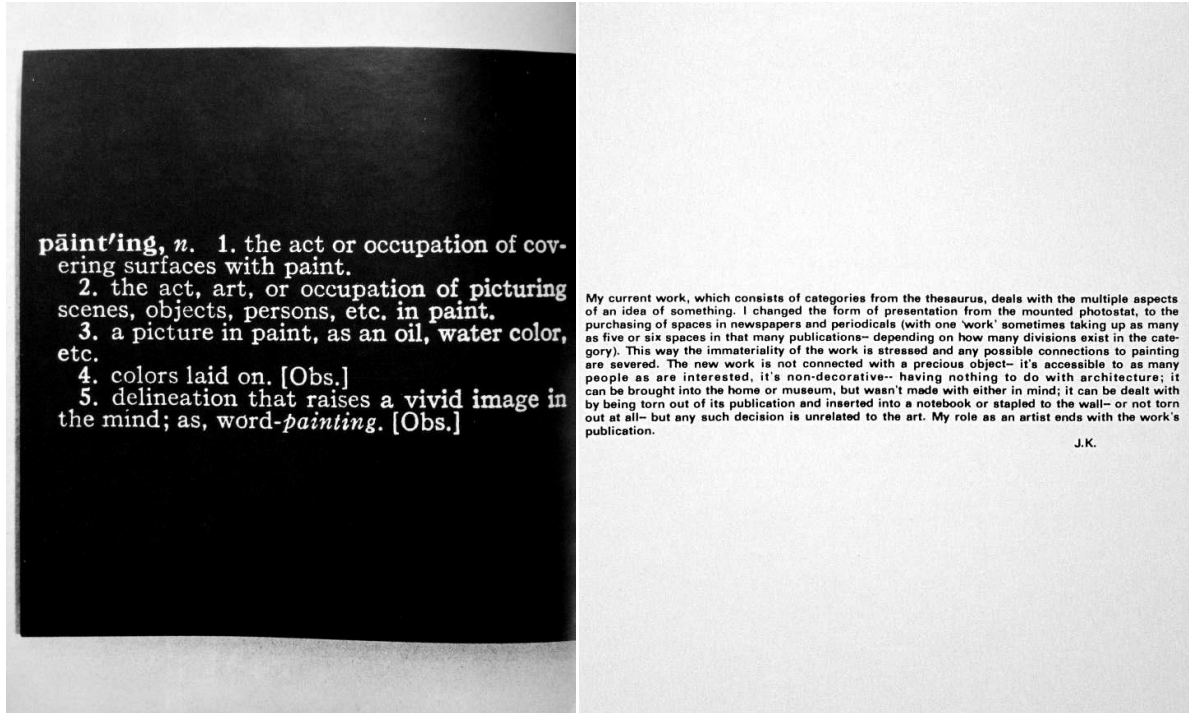 pāint′ing, n. 1. the act or occupation of cov-
ering surfaces with paint.
2. the act, art, or occupation of picturing
scenes, objects, persons, etc. in paint.
3. a picture in paint, as an oil, water color,
etc.
4. colors laid on. [Obs.]
5. delineation that raises a vivid image in
the mind; as, word-painting. [Obs.]
My current work, which consists of categories from the thesaurus, deals with the multiple aspects
of an idea of something. I changed the form of presentation from the mounted photostat, to the
purchasing of spaces in newspapers and periodicals (with one 'work' sometimes taking up as many
as five or six spaces in that many publications– depending on how many divisions exist in the cate-
gory). This way the immateriality of the work is stressed and any possible connections to painting
are severed. The new work is not connected with a precious object– it's accessible to as many
people as are interested, it's non-decorative-- having nothing to do with architecture; it
can be brought into the home or museum, but wasn't made with either in mind; it can be dealt with
by being torn out of its publication and inserted into a notebook or stapled to the wall– or not torn
out at all– but any such decision is unrelated to the art. My role as an artist ends with the work's
publication.
J.K.